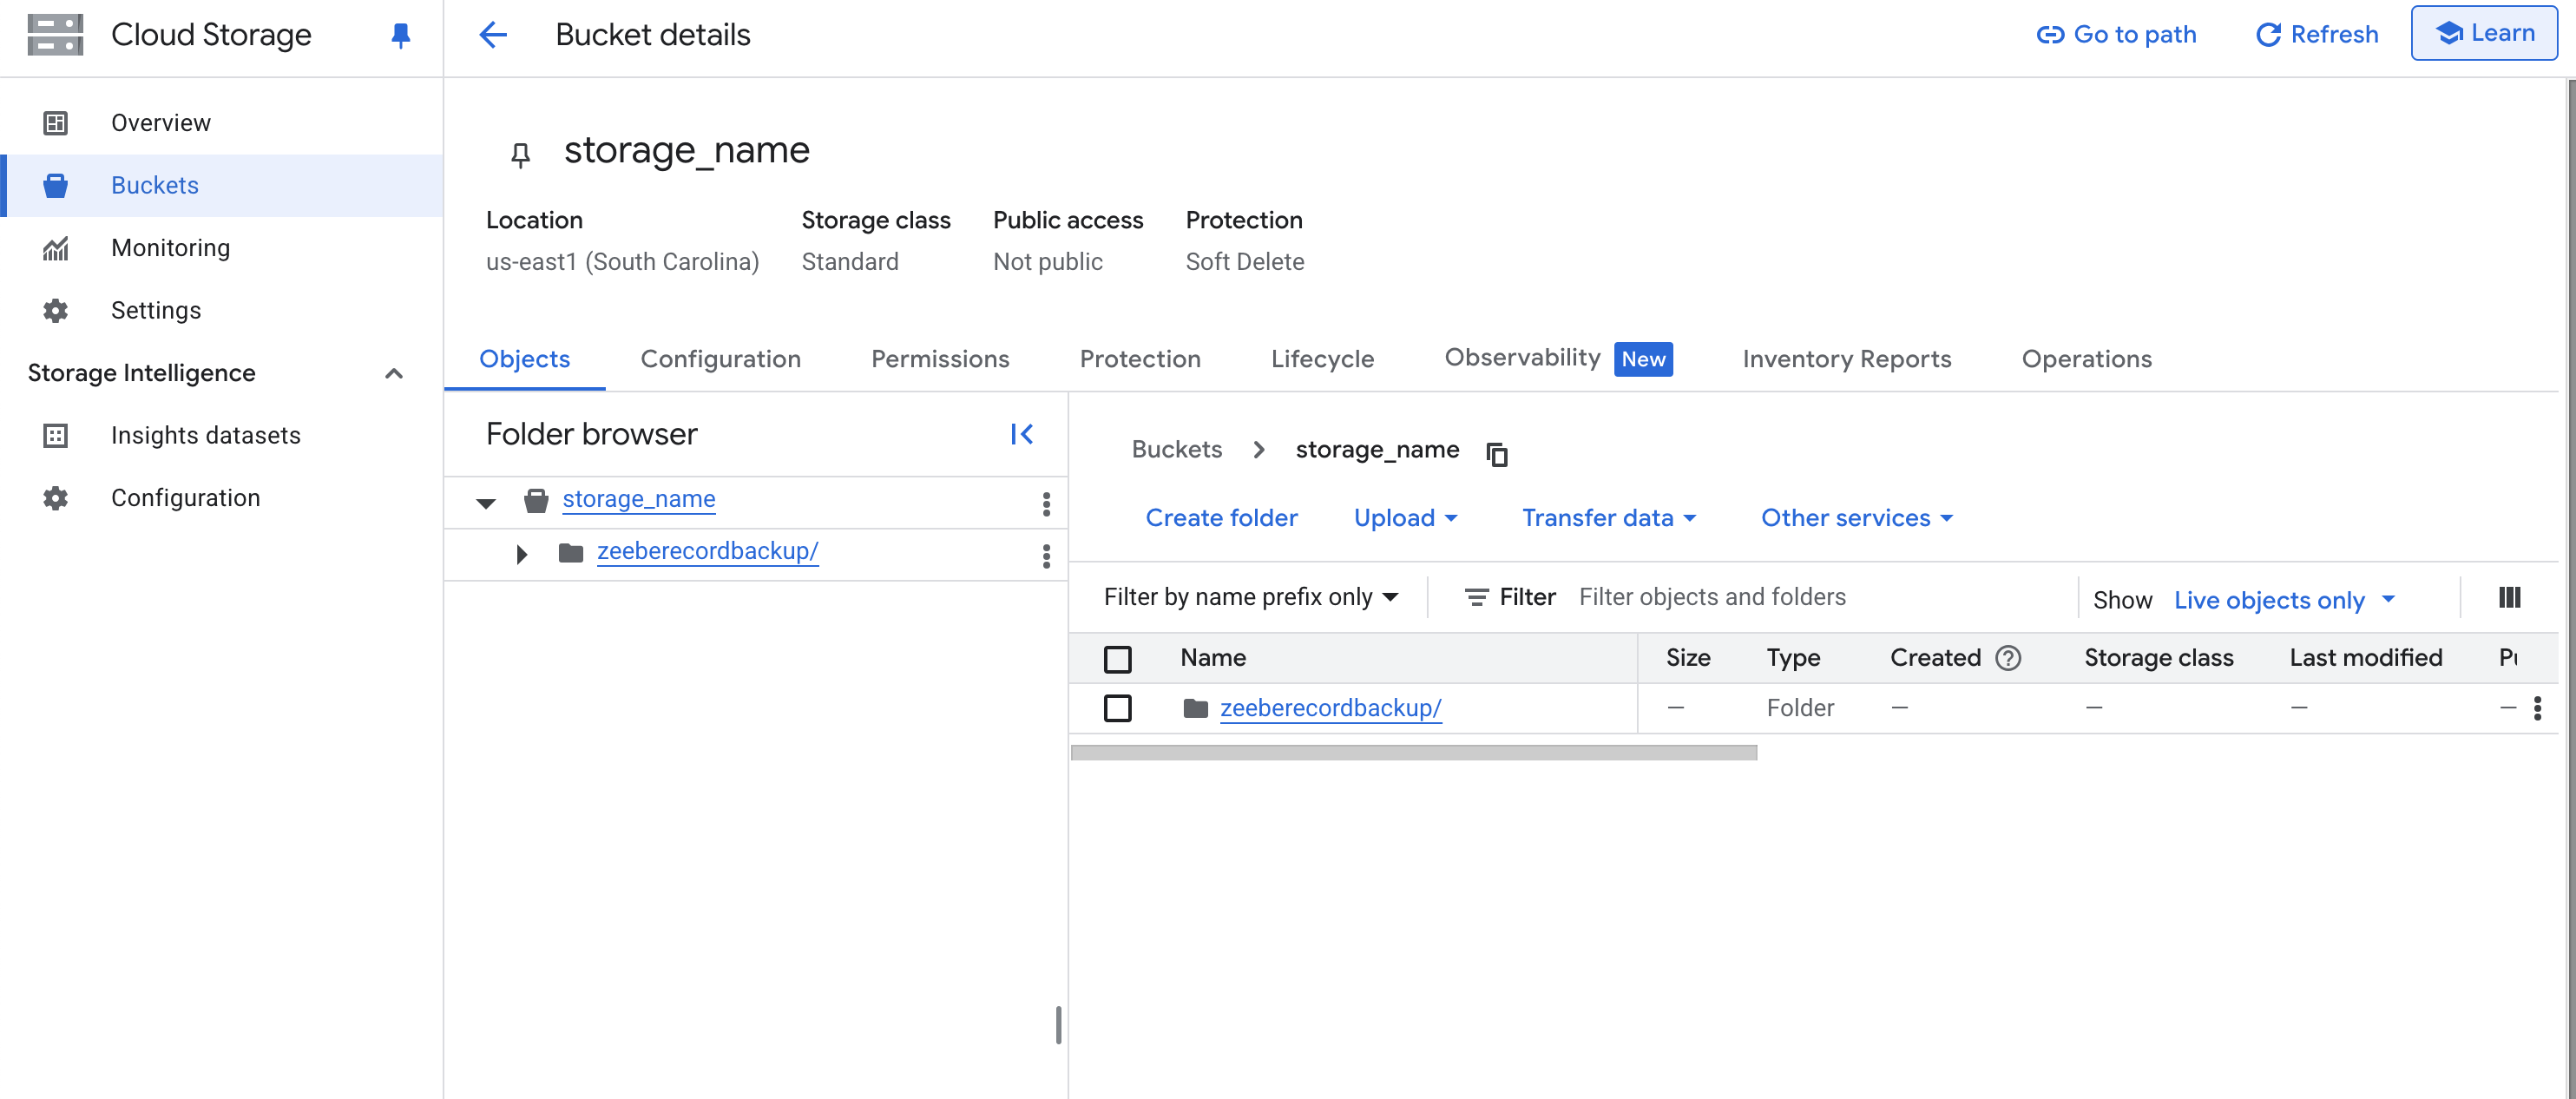 Cloud Storage
Bucket details
Go to path
Refresh
Learn
Overview
Buckets
Monitoring
Settings
Storage Intelligence
Insights datasets
Configuration
storage_name
Location Storage class Public access Protection
us-east1 (South Carolina) Standard Not public Soft Delete
Objects Configuration Permissions Protection Lifecycle Observability New Inventory Reports Operations
Folder browser
storage_name
zeeberecordbackup/
Buckets storage_name
Create folder Upload Transfer data Other services
Filter by name prefix only Filter Filter objects and folders Show Live objects only
Name Size Type Created Storage class Last modified
zeeberecordbackup/ — Folder — — — —